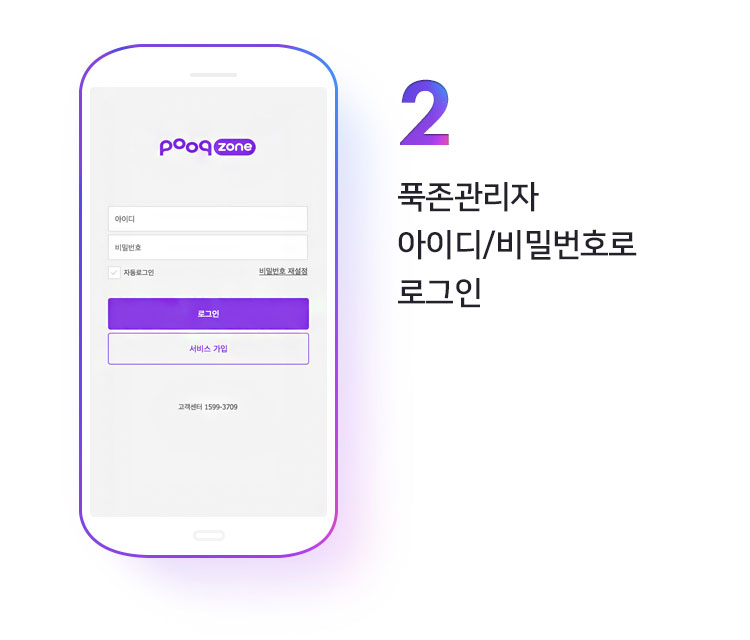 pooq zone
아이디
비밀번호
자동로그인 비밀번호 재설정
로그인
서비스 가입
고객센터 1599-3709
2
푹존관리자
아이디/비밀번호로
로그인